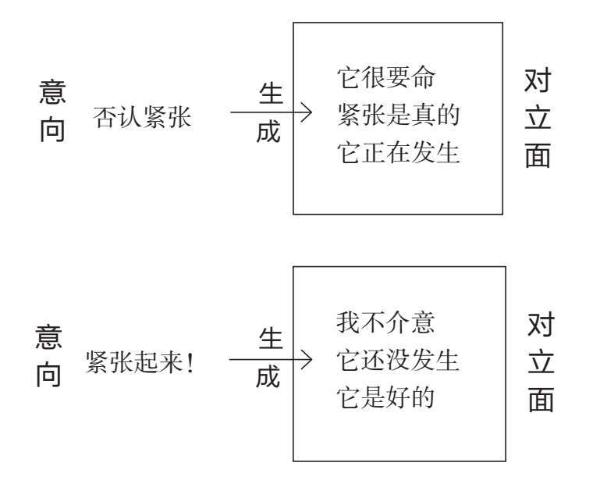 意向
否认紧张
生成
它很要命
紧张是真的
它正在发生
对立面
意向
紧张起来！
生成
我不介意
它还没发生
它是好的
对立面